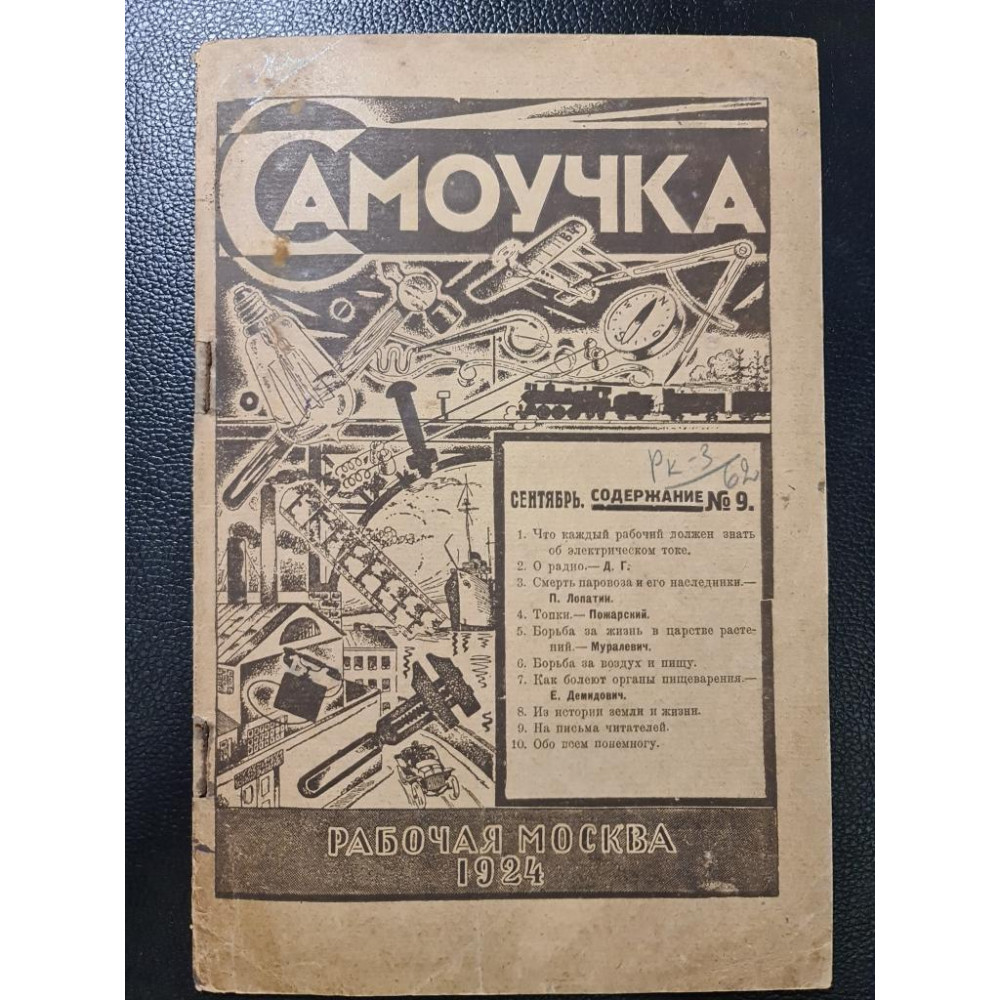 САМОУЧКА
Рк-3/62
СЕНТЯБРЬ. СОДЕРЖАНИЕ № 9.
1. Что каждый рабочий должен знать
об электрическом токе.
2. О радио.— Д. Г.
3. Смерть паровоза и его наследники.—
П. Лопатин.
4. Топки.— Пожарский.
5. Борьба за жизнь в царстве расте-
ний.— Муралевич.
6. Борьба за воздух и пищу.
7. Как болеют органы пищеварения.—
Е. Демидович.
8. Из истории земли и жизни.
9. На письма читателей.
10. Обо всем понемногу.
РАБОЧАЯ МОСКВА
1924